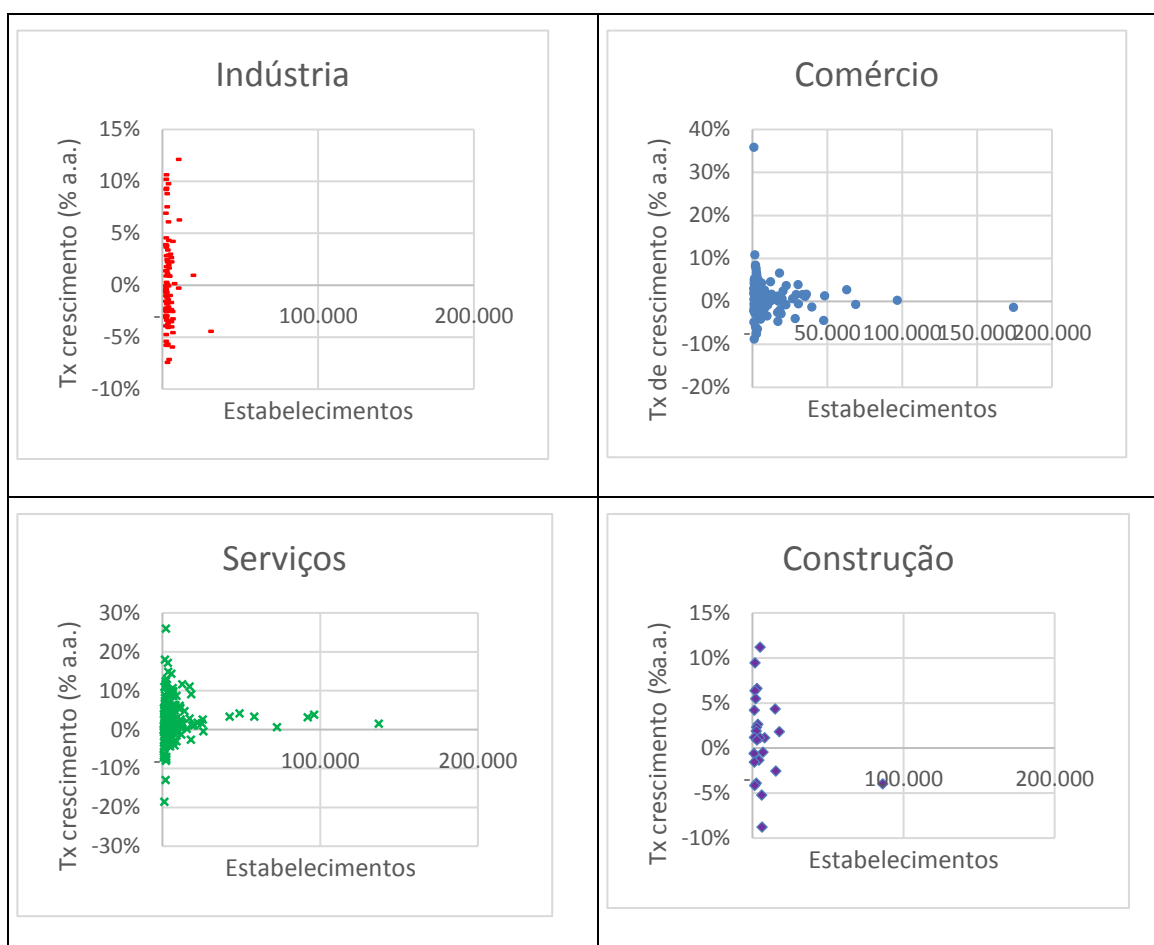 Indústria
15%
10%
5%
0%
-5%
-10%
- 100.000 200.000
Tx crescimento (% a.a.)
Estabelecimentos
Comércio
40%
30%
20%
10%
0%
-10%
-20%
- 50.000 100.000 150.000 200.000
Tx de crescimento (% a.a.)
Estabelecimentos
Serviços
30%
20%
10%
0%
-10%
-20%
-30%
- 100.000 200.000
Tx crescimento (% a.a.)
Estabelecimentos
Construção
15%
10%
5%
0%
-5%
-10%
- 100.000 200.000
Tx crescimento (%a.a.)
Estabelecimentos